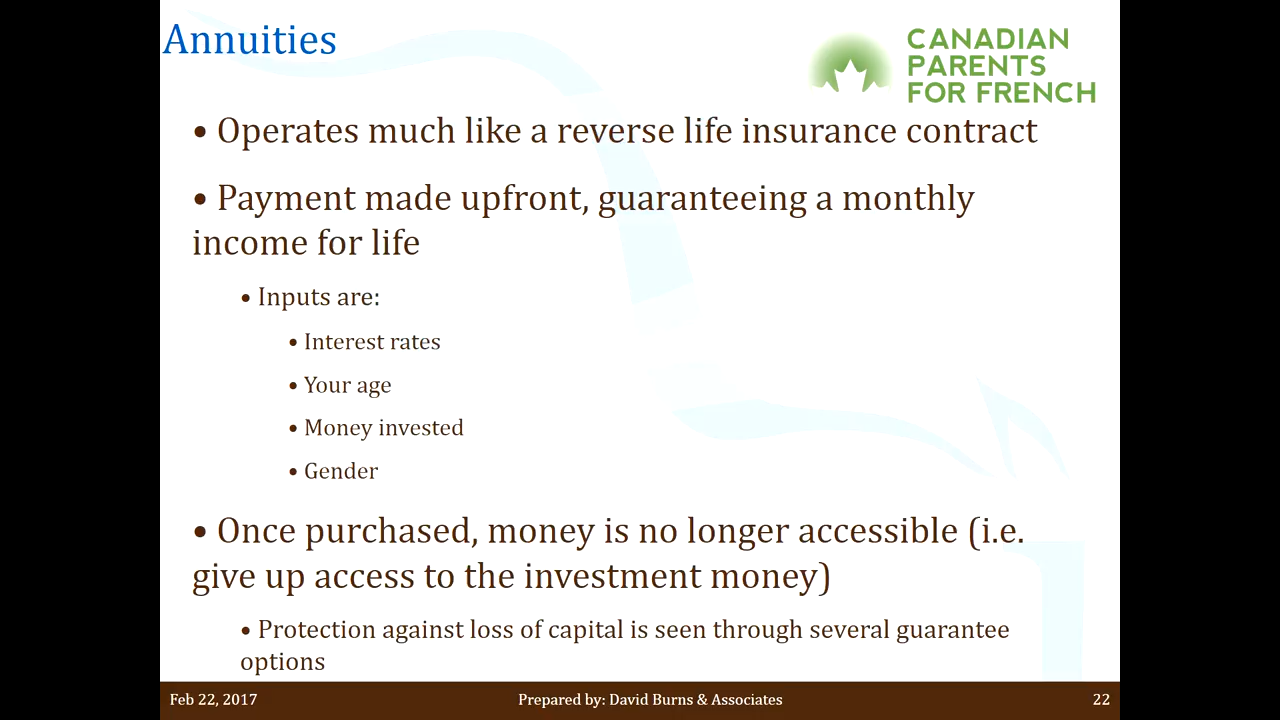 Annuities
CANADIAN
PARENTS
FOR FRENCH
• Operates much like a reverse life insurance contract
• Payment made upfront, guaranteeing a monthly
income for life
• Inputs are:
• Interest rates
• Your age
• Money invested
• Gender
• Once purchased, money is no longer accessible (i.e.
give up access to the investment money)
• Protection against loss of capital is seen through several guarantee
options
Feb 22, 2017 Prepared by: David Burns & Associates 22